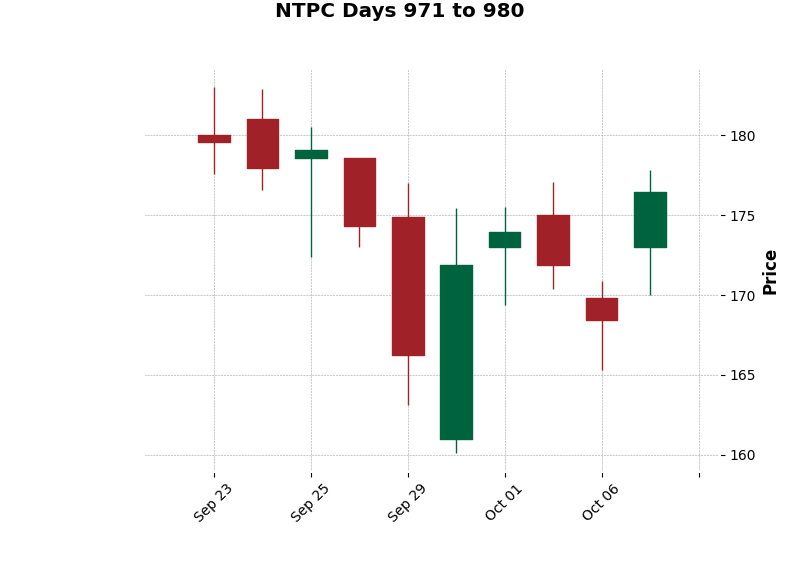 NTPC Days 971 to 980
180
175
170
165
160
Price
Sep 23
Sep 25
Sep 29
Oct 01
Oct 06